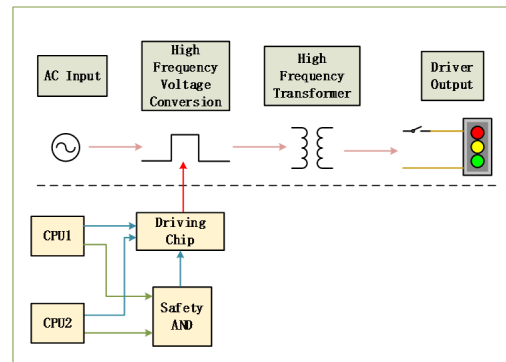 AC Input
High
Frequency
Voltage
Conversion
High
Frequency
Transformer
Driver
Output
CPU1
Driving
Chip
CPU2
Safety
AND